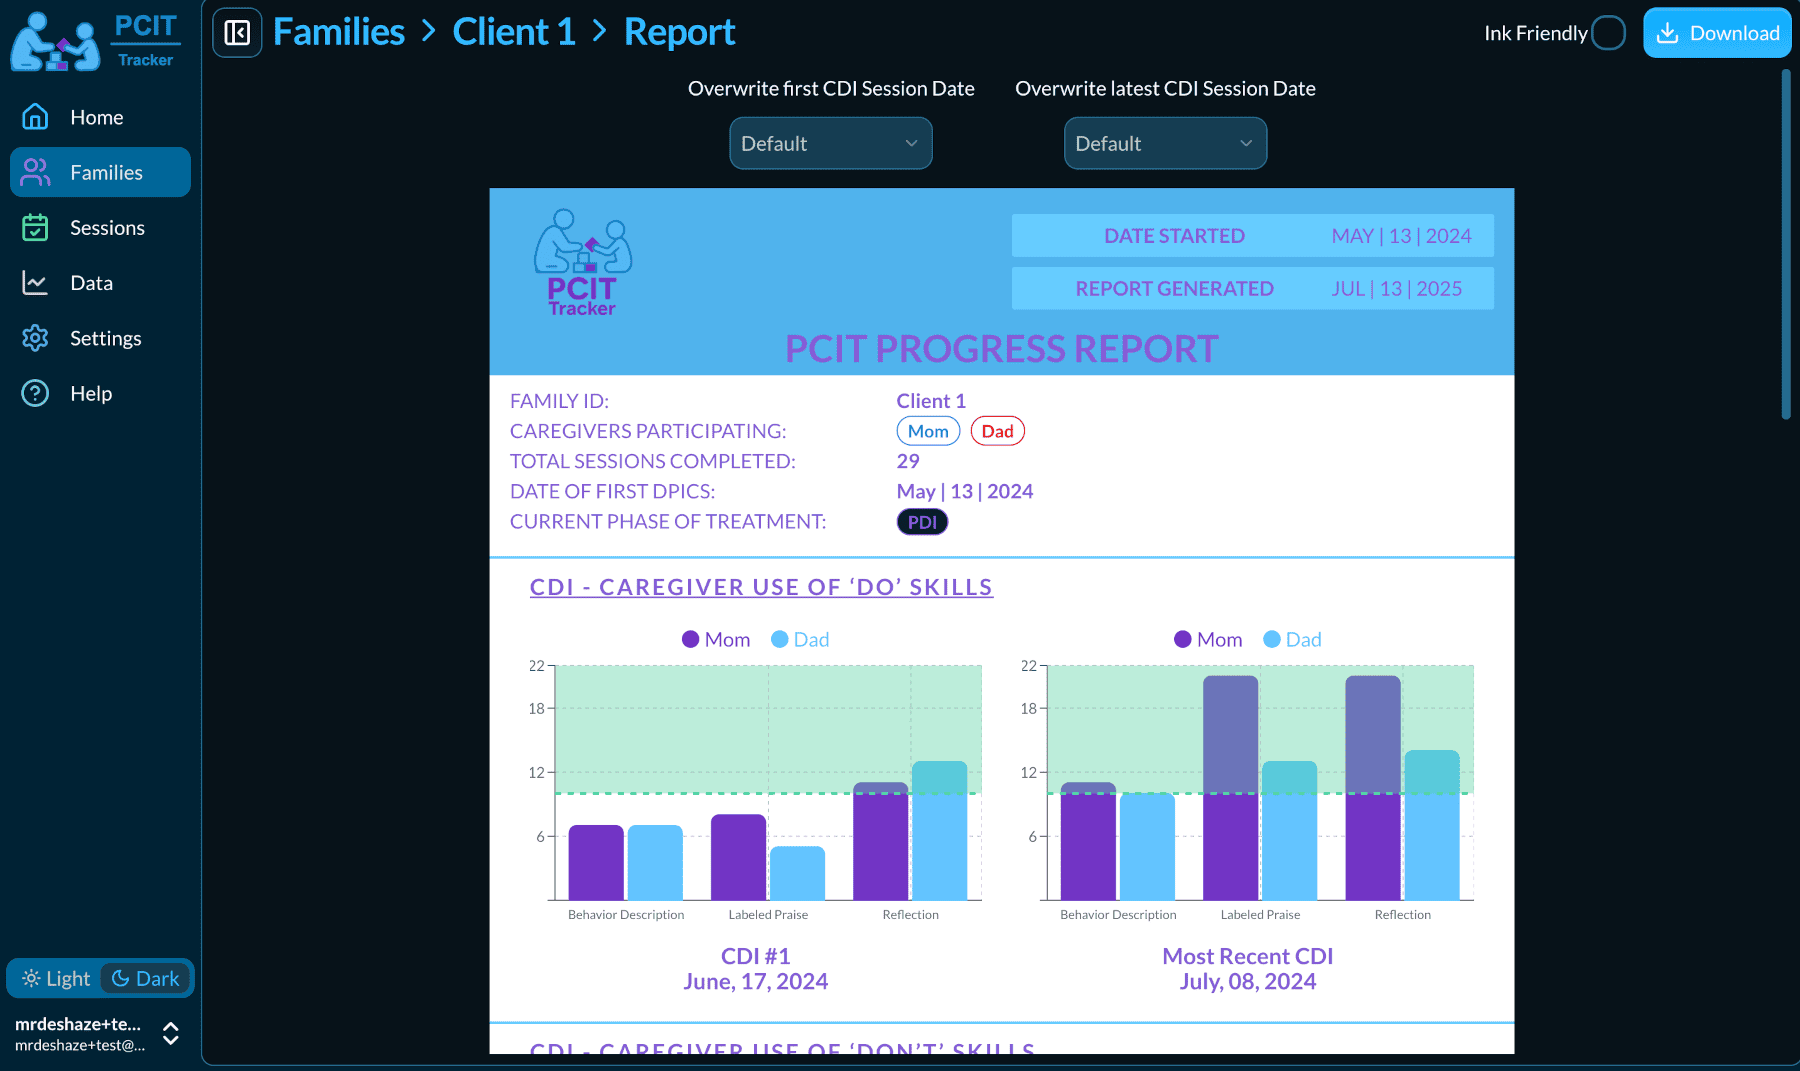 PCIT
Tracker
Home
Families
Sessions
Data
Settings
Help
Light Dark
mrdeshaze+te...
mrdeshaze+test@...
Families > Client 1 > Report
Ink Friendly
Download
Overwrite first CDI Session Date
Default
Overwrite latest CDI Session Date
Default
PCIT
Tracker
DATE STARTED MAY | 13 | 2024
REPORT GENERATED JUL | 13 | 2025
PCIT PROGRESS REPORT
FAMILY ID: Client 1
CAREGIVERS PARTICIPATING: Mom Dad
TOTAL SESSIONS COMPLETED: 29
DATE OF FIRST DPICS: May | 13 | 2024
CURRENT PHASE OF TREATMENT: PDI
CDI - CAREGIVER USE OF ‘DO’ SKILLS
Mom Dad
22
18
12
6
Behavior Description Labeled Praise Reflection
CDI #1
June, 17, 2024
Mom Dad
22
18
12
6
Behavior Description Labeled Praise Reflection
Most Recent CDI
July, 08, 2024
CDI - CAREGIVER USE OF ‘DON’T’ SKILLS